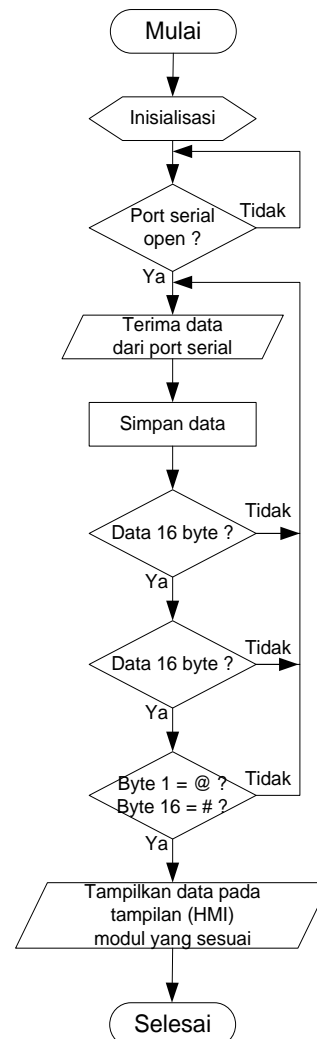 Mulai
Inisialisasi
Port serial
open ?
Tidak
Ya
Terima data
dari port serial
Simpan data
Data 16 byte ?
Tidak
Ya
Data 16 byte ?
Tidak
Ya
Byte 1 = @ ?
Byte 16 = # ?
Tidak
Ya
Tampilkan data pada
tampilan (HMI)
modul yang sesuai
Selesai